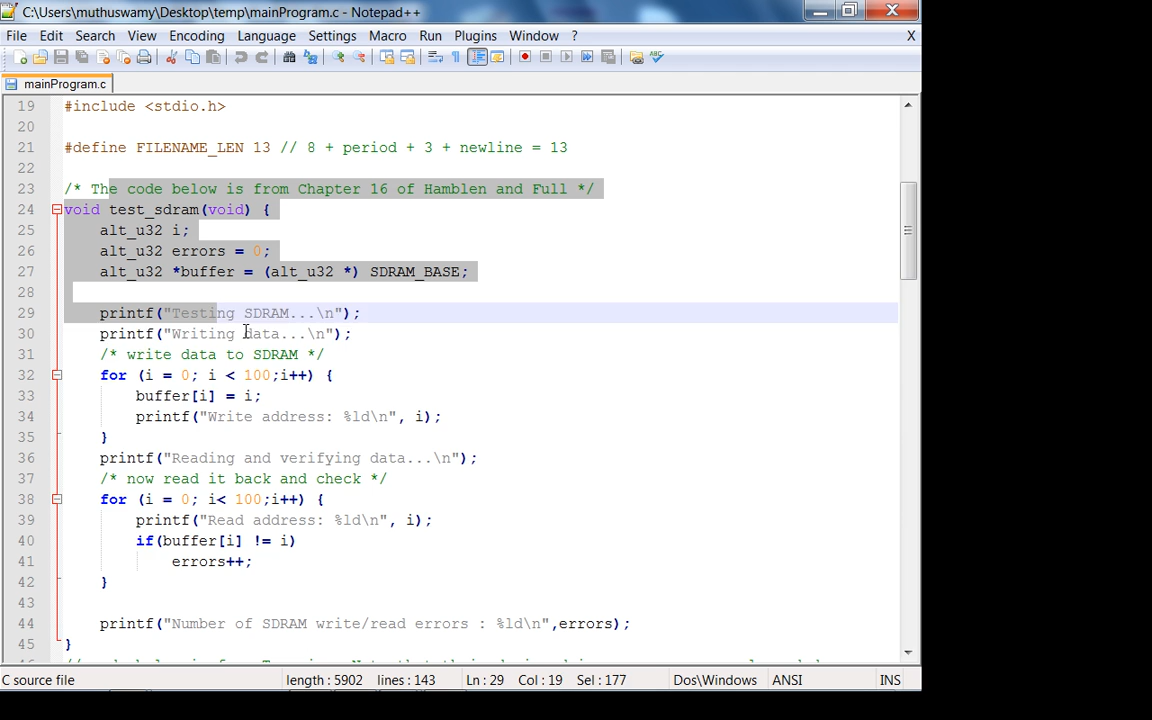 C:\Users\muthuswamy\Desktop\temp\mainProgram.c - Notepad++
File Edit Search View Encoding Language Settings Macro Run Plugins Window ? X
mainProgram.c
19 #include <stdio.h>
20
21 #define FILENAME_LEN 13 // 8 + period + 3 + newline = 13
22
23 /* The code below is from Chapter 16 of Hamblen and Full */
24 void test_sdram(void) {
25 alt_u32 i;
26 alt_u32 errors = 0;
27 alt_u32 *buffer = (alt_u32 *) SDRAM_BASE;
28
29 printf("Testing SDRAM...\n");
30 printf("Writing data...\n");
31 /* write data to SDRAM */
32 for (i = 0; i < 100;i++) {
33 buffer[i] = i;
34 printf("Write address: %ld\n", i);
35 }
36 printf("Reading and verifying data...\n");
37 /* now read it back and check */
38 for (i = 0; i< 100;i++) {
39 printf("Read address: %ld\n", i);
40 if(buffer[i] != i)
41 errors++;
42 }
43
44 printf("Number of SDRAM write/read errors : %ld\n",errors);
45 }
C source file length : 5902 lines : 143 Ln : 29 Col : 19 Sel : 177 Dos\Windows ANSI INS